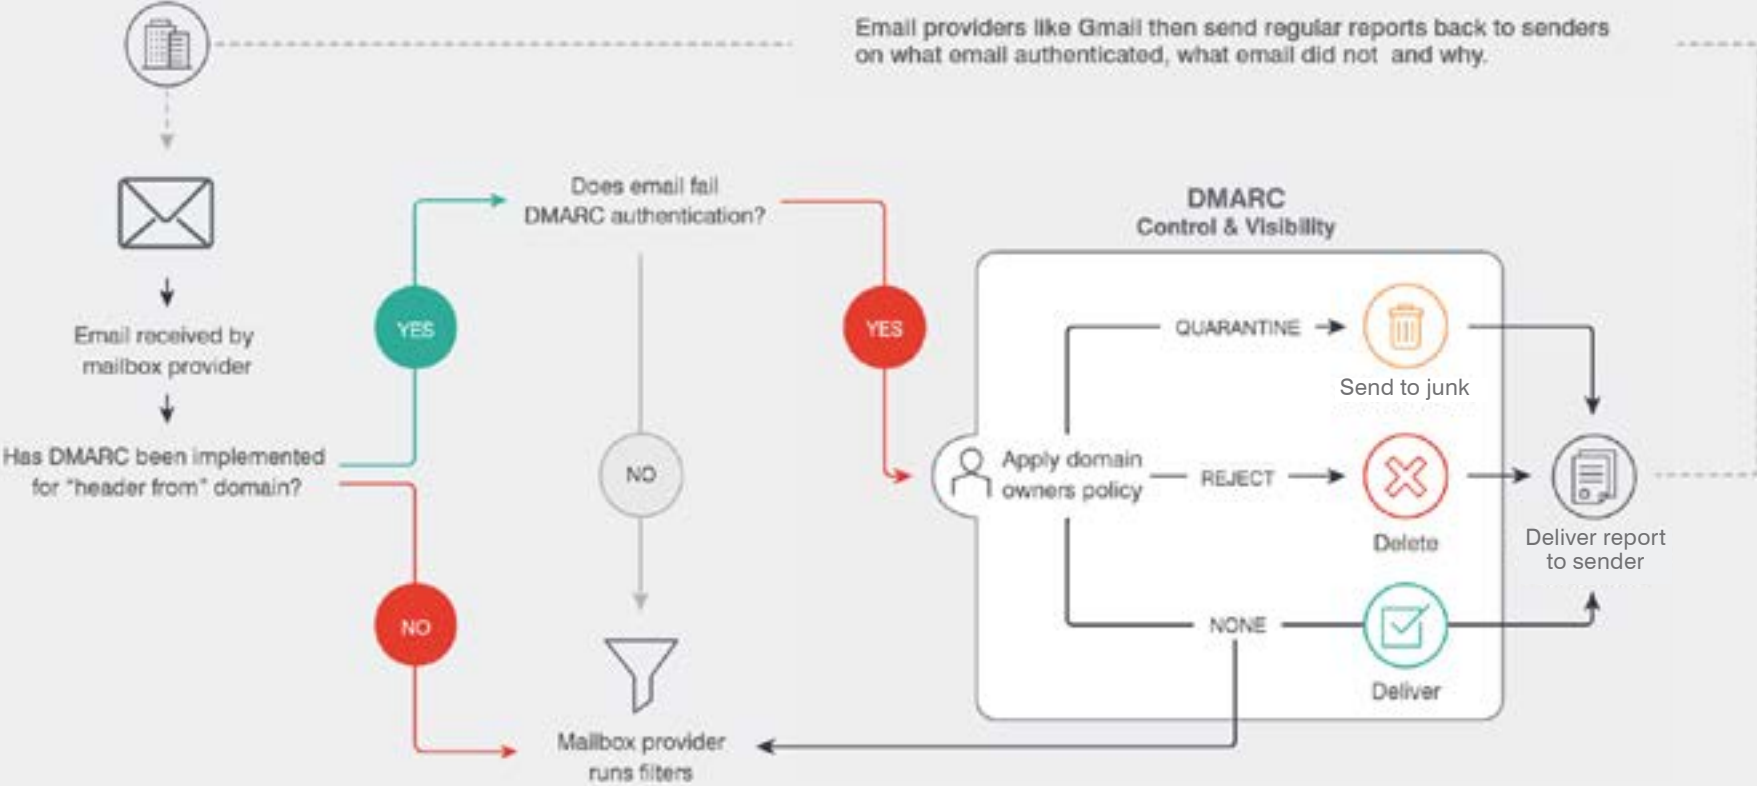 Email providers like Gmail then send regular reports back to senders
on what email authenticated, what email did not and why.
Email received by
mailbox provider
Has DMARC been implemented
for "header from" domain?
YES
NO
Does email fail
DMARC authentication?
NO
YES
Mailbox provider
runs filters
DMARC
Control & Visibility
Apply domain
owners policy
QUARANTINE
Send to junk
REJECT
Delete
NONE
Deliver
Deliver report
to sender